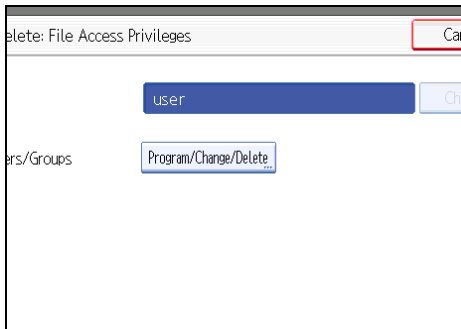 elete: File Access Privileges Ca
user Ch
ers/Groups Program/Change/Delete